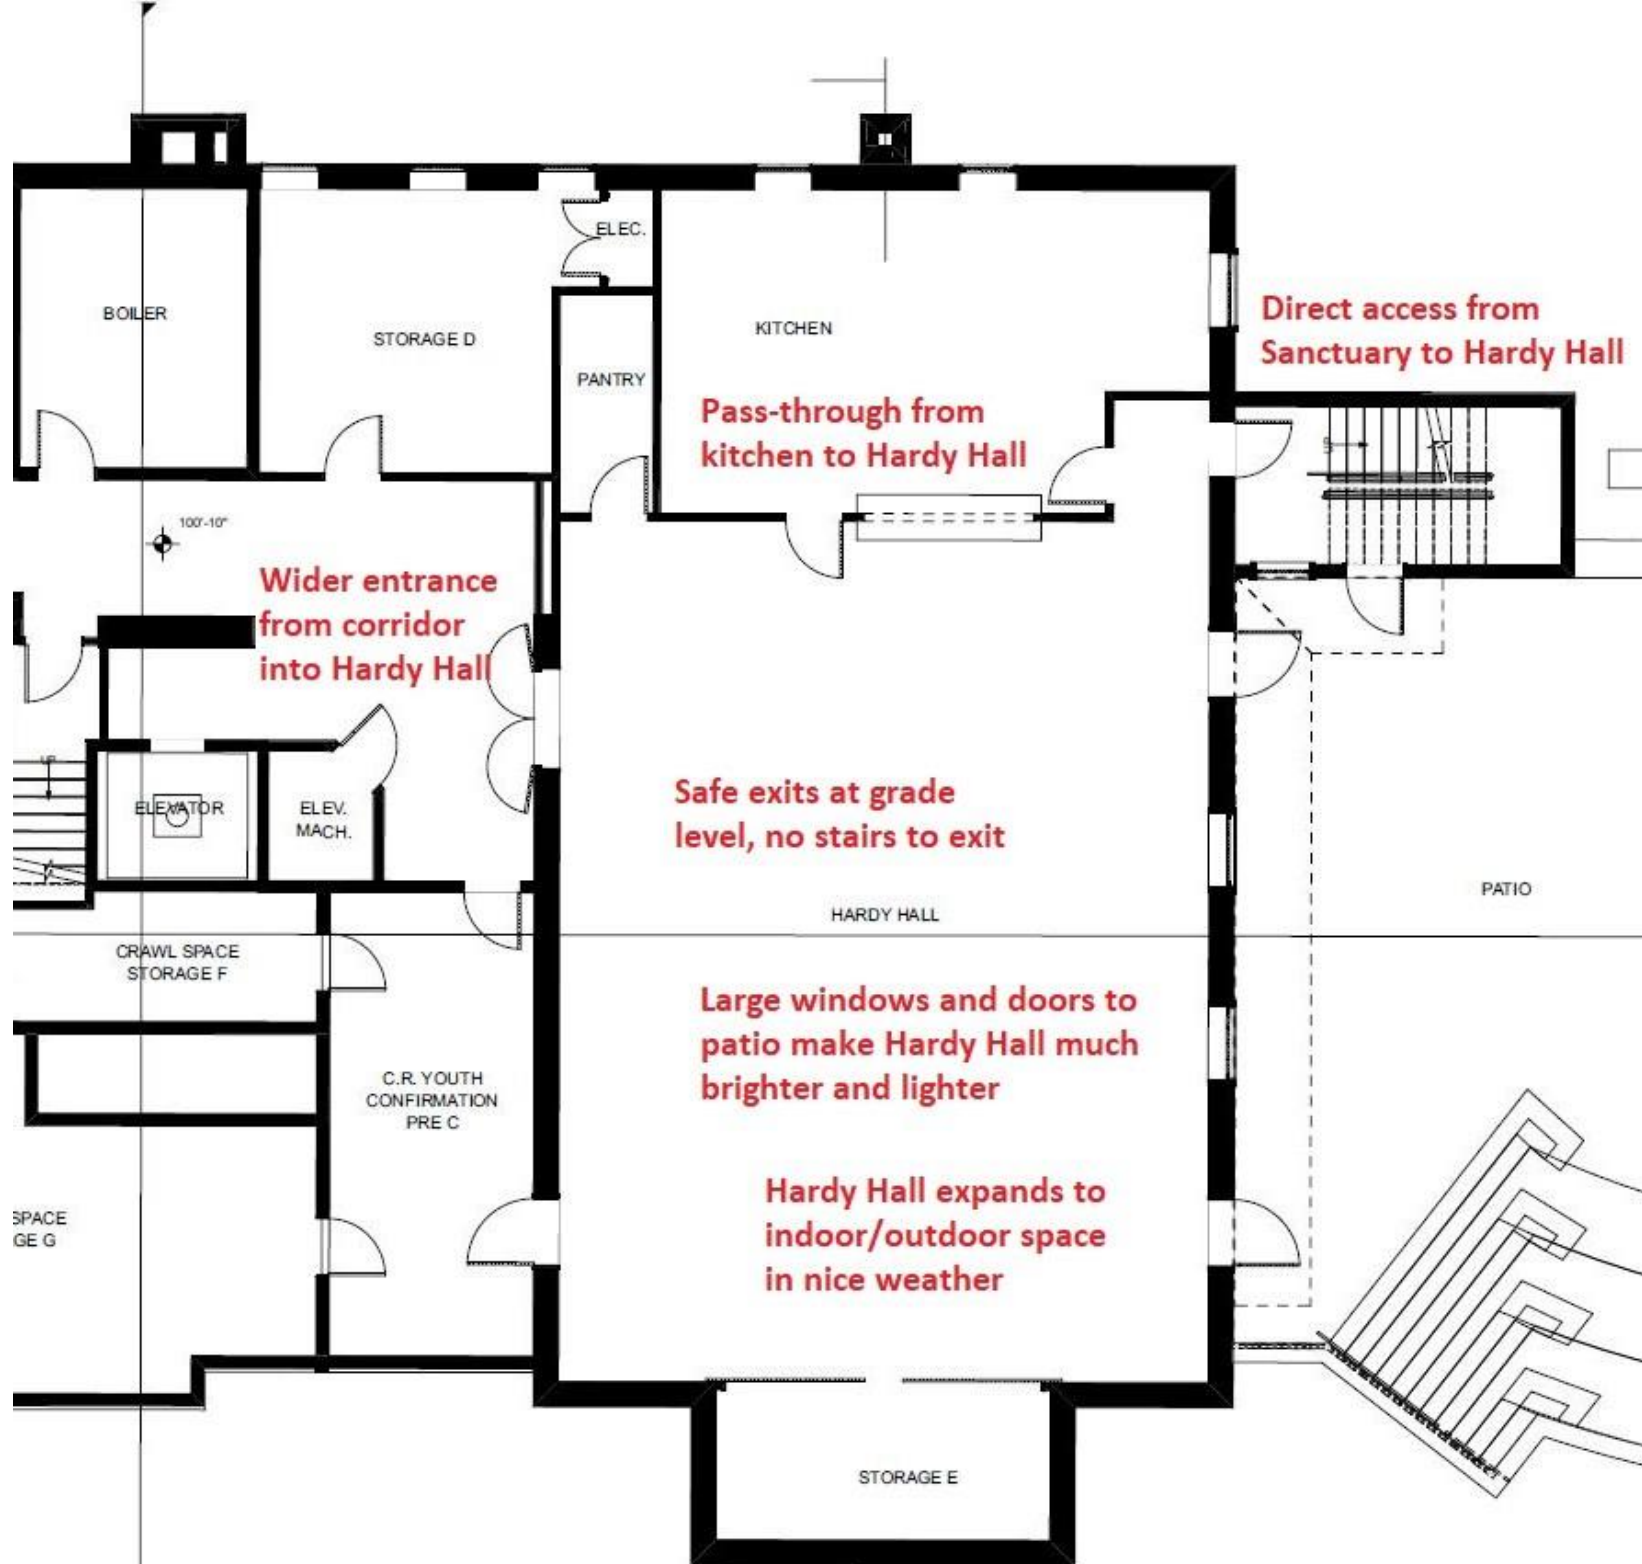 ELEC.
BOILER
STORAGE D
KITCHEN
PANTRY
Direct access from
Sanctuary to Hardy Hall
Pass-through from
kitchen to Hardy Hall
UP
100'-10"
Wider entrance
from corridor
into Hardy Hall
UP
ELEVATOR
ELEV.
MACH.
Safe exits at grade
level, no stairs to exit
HARDY HALL
PATIO
CRAWL SPACE
STORAGE F
Large windows and doors to
patio make Hardy Hall much
brighter and lighter
C.R. YOUTH
CONFIRMATION
PRE C
Hardy Hall expands to
indoor/outdoor space
in nice weather
SPACE
GE G
STORAGE E